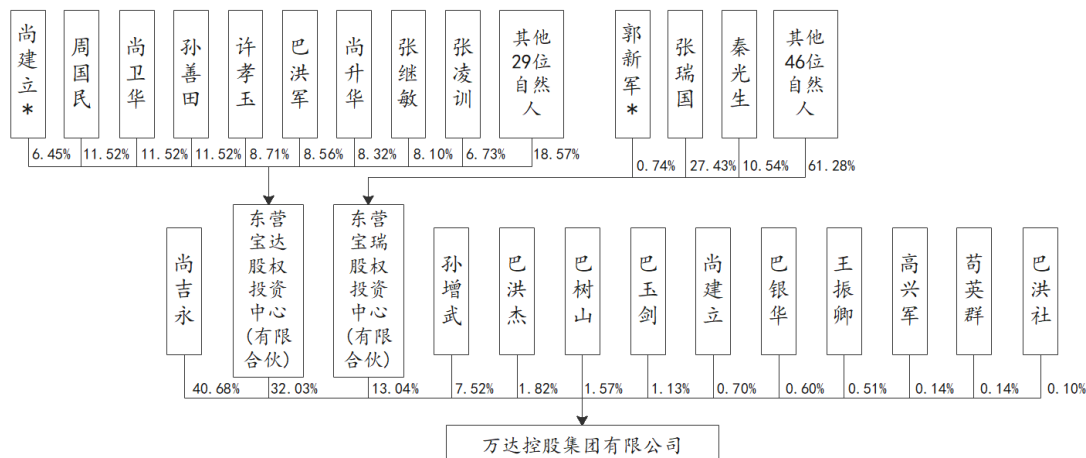 尚建立*
周国民
尚卫华
孙善田
许孝玉
巴洪军
尚升华
张继敏
张凌训
其他
29位
自然
人
郭新军*
张瑞国
秦光生
其他
46位
自然
人
6.45%
11.52%
11.52%
11.52%
8.71%
8.56%
8.32%
8.10%
6.73%
18.57%
0.74%
27.43%
10.54%
61.28%
尚吉永
东营
宝达
股权
投资
中心
(有限
合伙)
东营
宝瑞
股权
投资
中心
(有限
合伙)
孙增武
巴洪杰
巴树山
巴玉剑
尚建立
巴银华
王振卿
高兴军
苟英群
巴洪社
40.68%
32.03%
13.04%
7.52%
1.82%
1.57%
1.13%
0.70%
0.60%
0.51%
0.14%
0.14%
0.10%
万达控股集团有限公司